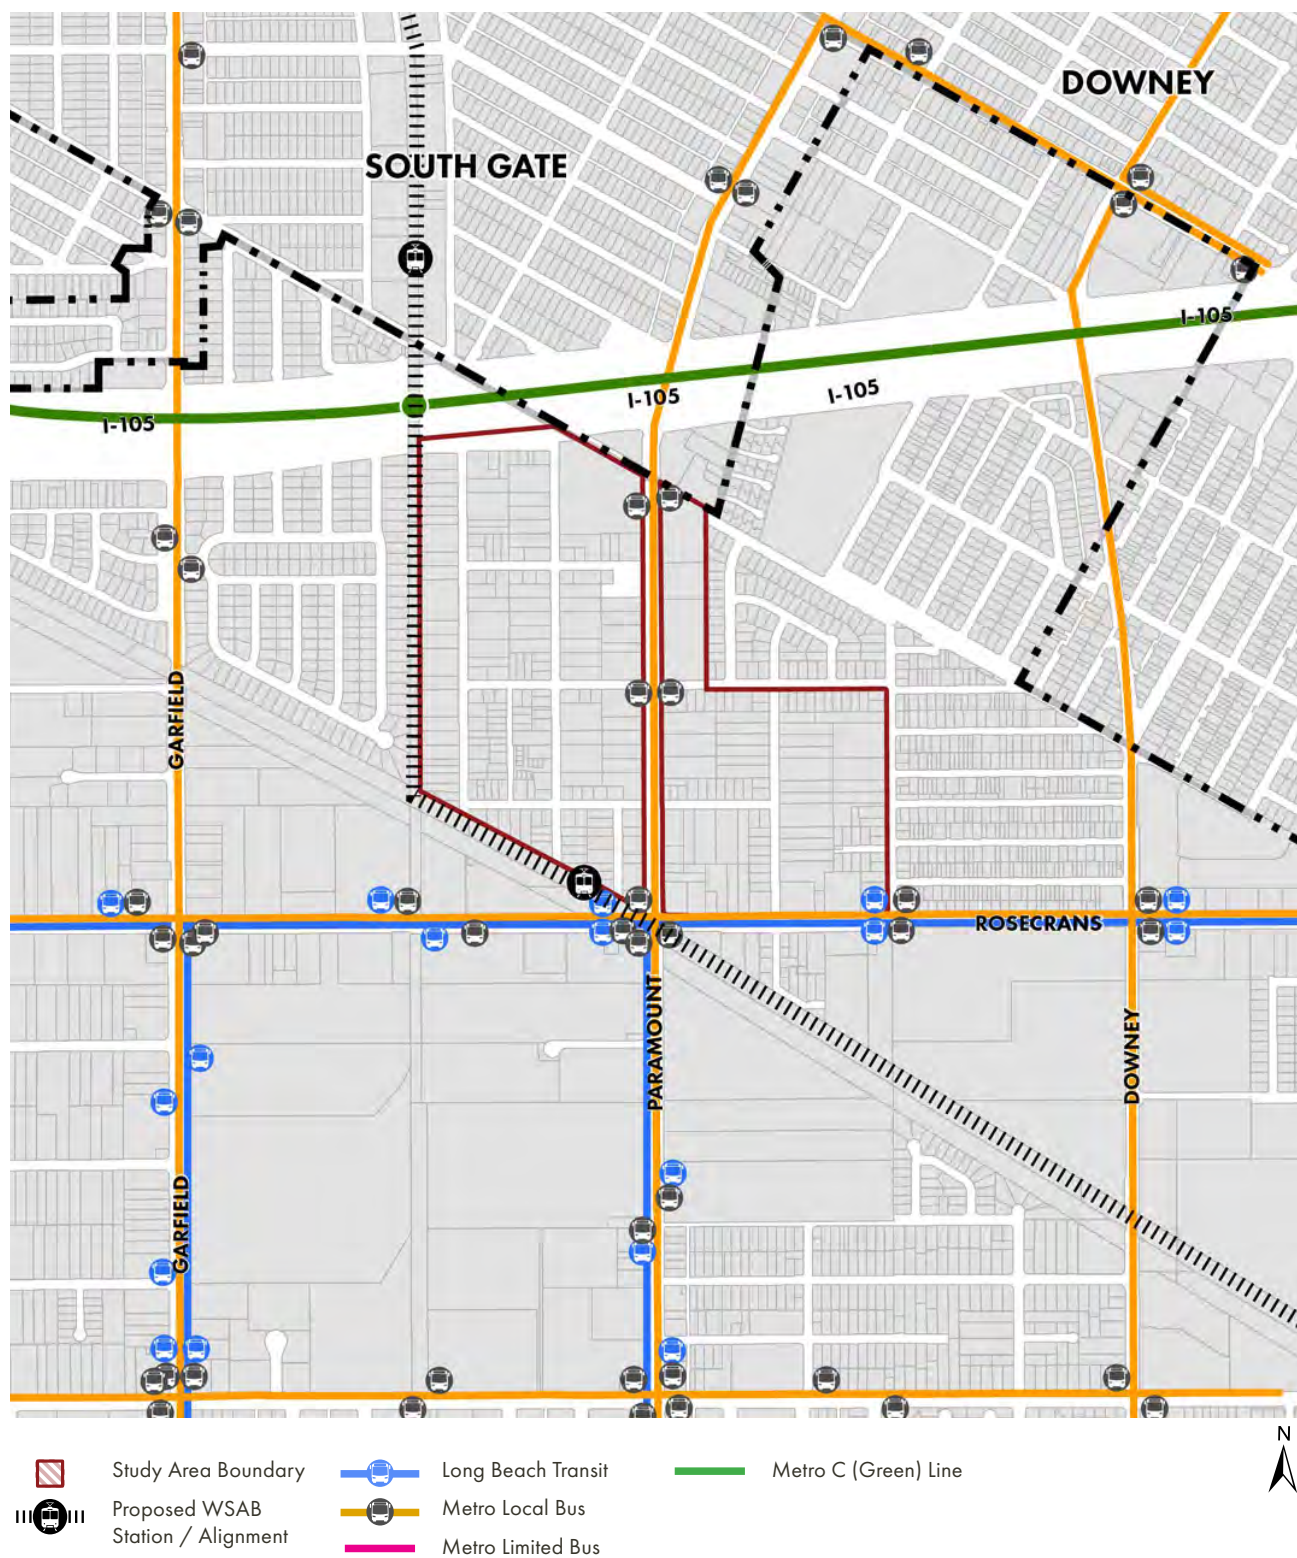 DOWNEY
SOUTH GATE
I-105
I-105
I-105
I-105
GARFIELD
ROSECRANS
PARAMOUNT
DOWNEY
GARFIELD
N
Study Area Boundary
Long Beach Transit
Metro C (Green) Line
Proposed WSAB
Station / Alignment
Metro Local Bus
Metro Limited Bus